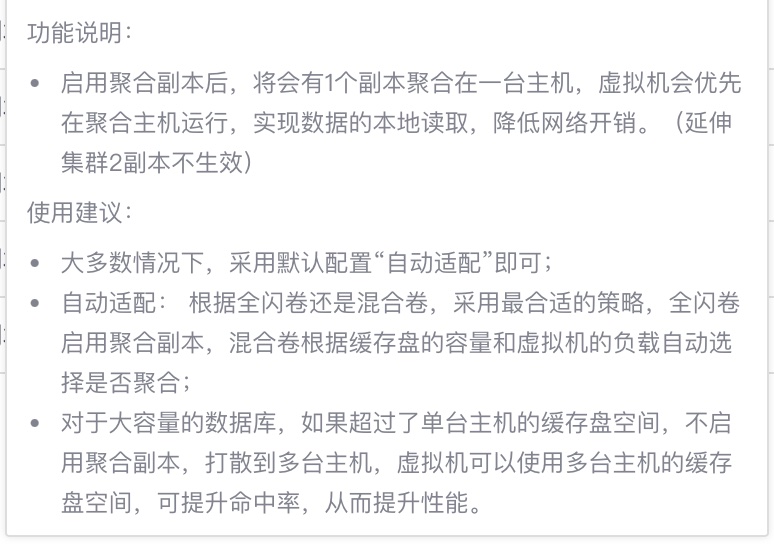 功能说明：
• 启用聚合副本后，将会有1个副本聚合在一台主机，虚拟机会优先
在聚合主机运行，实现数据的本地读取，降低网络开销。（延伸
集群2副本不生效）
使用建议：
• 大多数情况下，采用默认配置“自动适配”即可；
• 自动适配： 根据全闪卷还是混合卷，采用最合适的策略，全闪卷
启用聚合副本，混合卷根据缓存盘的容量和虚拟机的负载自动选
择是否聚合；
• 对于大容量的数据库，如果超过了单台主机的缓存盘空间，不启
用聚合副本，打散到多台主机，虚拟机可以使用多台主机的缓存
盘空间，可提升命中率，从而提升性能。